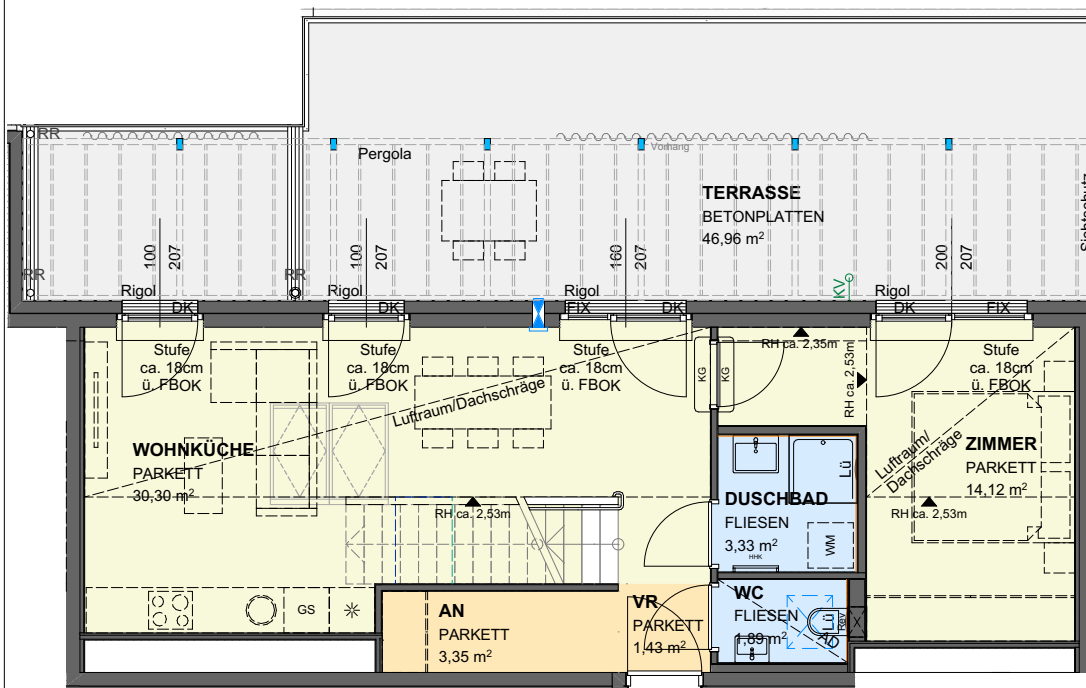 RR
Pergola
Vorhang
TERRASSE
BETONPLATTEN
46,96 m²
Sichtschutz
100
207
100
207
160
207
200
207
KV
RR
RR
Rigol
DK
Rigol
DK
Rigol
FIX
DK
Rigol
DK
FIX
Stufe
ca. 18cm
ü. FBOK
Stufe
ca. 18cm
ü. FBOK
Stufe
ca. 18cm
ü. FBOK
Stufe
ca. 18cm
ü. FBOK
RH ca. 2,35m
RH ca. 2,53m
KG
KG
Luftraum/Dachschräge
WOHNKÜCHE
PARKETT
30,30 m²
RH ca. 2,53m
Luftraum/
Dachschräge
ZIMMER
PARKETT
14,12 m²
RH ca. 2,53m
Lü
DUSCHBAD
FLIESEN
3,33 m²
HHK
WM
GS
AN
PARKETT
3,35 m²
VR
PARKETT
1,43 m²
WC
FLIESEN
1,89 m²
Lü
Rev
AD